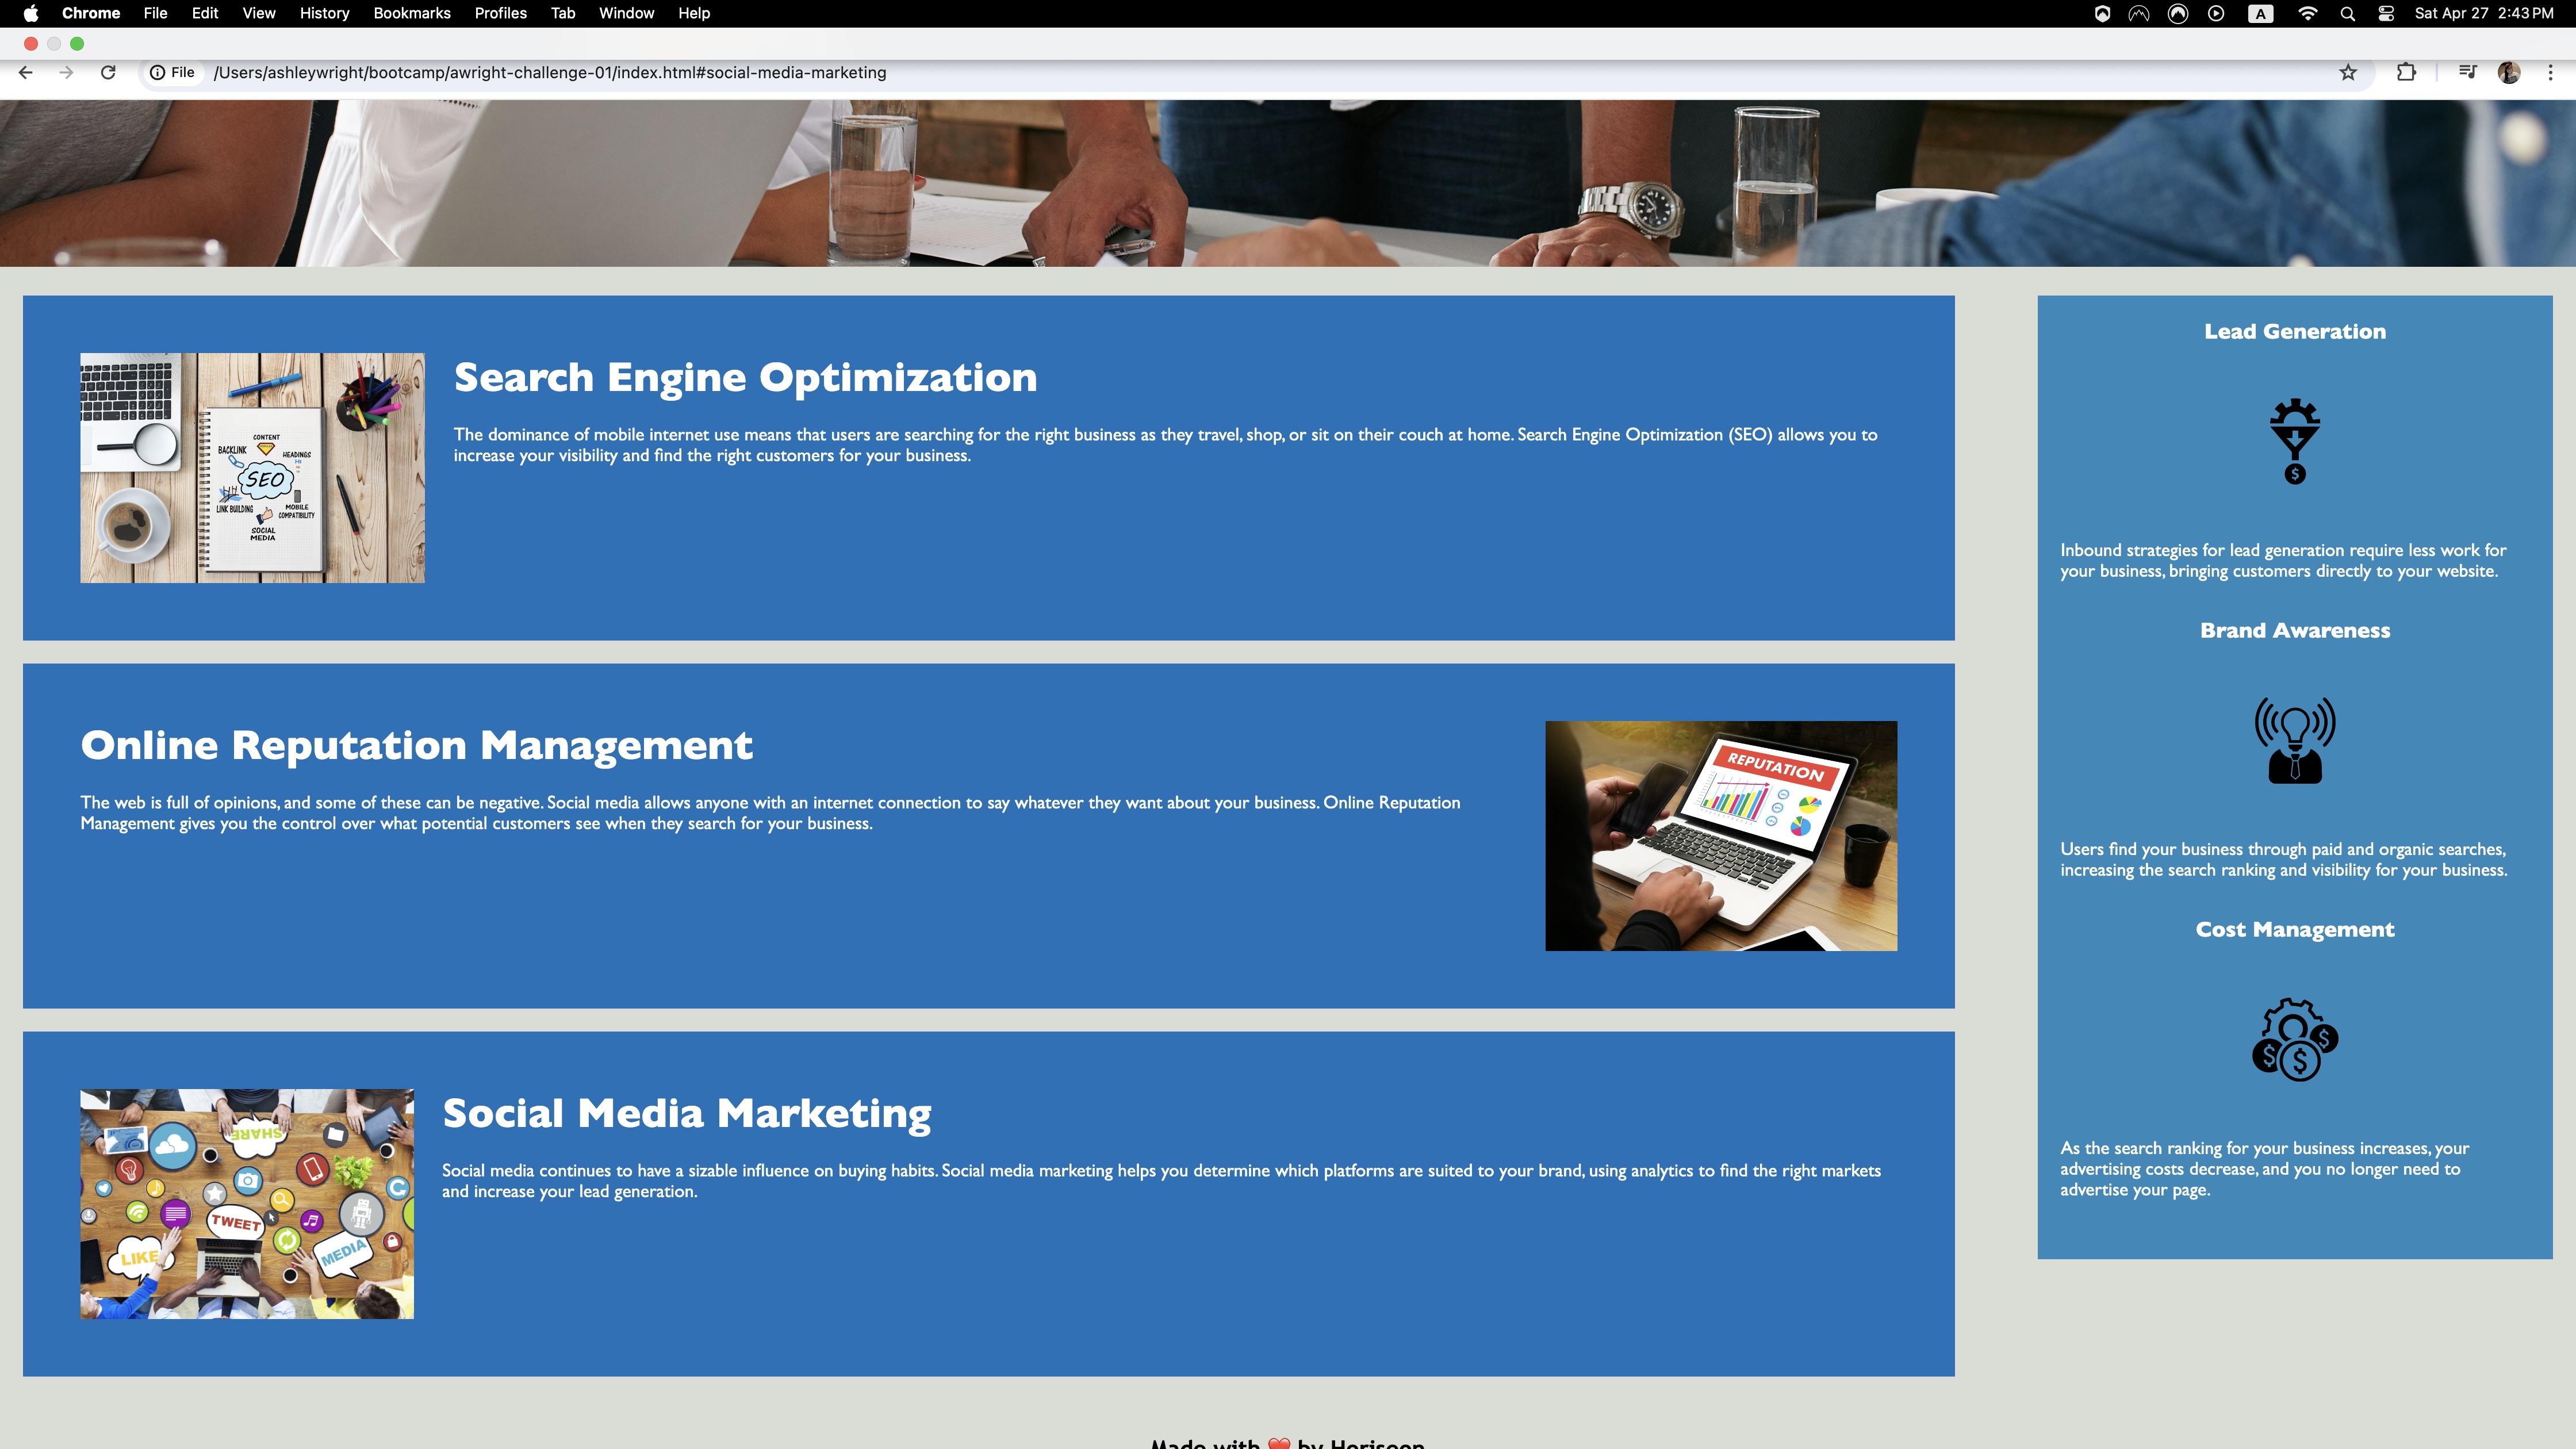 Chrome File Edit View History Bookmarks Profiles Tab Window Help A Sat Apr 27 2:43 PM
File /Users/ashleywright/bootcamp/awright-challenge-01/index.html#social-media-marketing
Search Engine Optimization
The dominance of mobile internet use means that users are searching for the right business as they travel, shop, or sit on their couch at home. Search Engine Optimization (SEO) allows you to
increase your visibility and find the right customers for your business.
CONTENT
BACKLINK
HEADINGS
SEO
LINK BUILDING
MOBILE
COMPATIBILITY
SOCIAL
MEDIA
Online Reputation Management
The web is full of opinions, and some of these can be negative. Social media allows anyone with an internet connection to say whatever they want about your business. Online Reputation
Management gives you the control over what potential customers see when they search for your business.
REPUTATION
Social Media Marketing
Social media continues to have a sizable influence on buying habits. Social media marketing helps you determine which platforms are suited to your brand, using analytics to find the right markets
and increase your lead generation.
SHARE
TWEET
LIKE
MEDIA
Lead Generation
$
Inbound strategies for lead generation require less work for
your business, bringing customers directly to your website.
Brand Awareness
Users find your business through paid and organic searches,
increasing the search ranking and visibility for your business.
Cost Management
$ $ $
As the search ranking for your business increases, your
advertising costs decrease, and you no longer need to
advertise your page.
Made with ❤️ by Horiseon